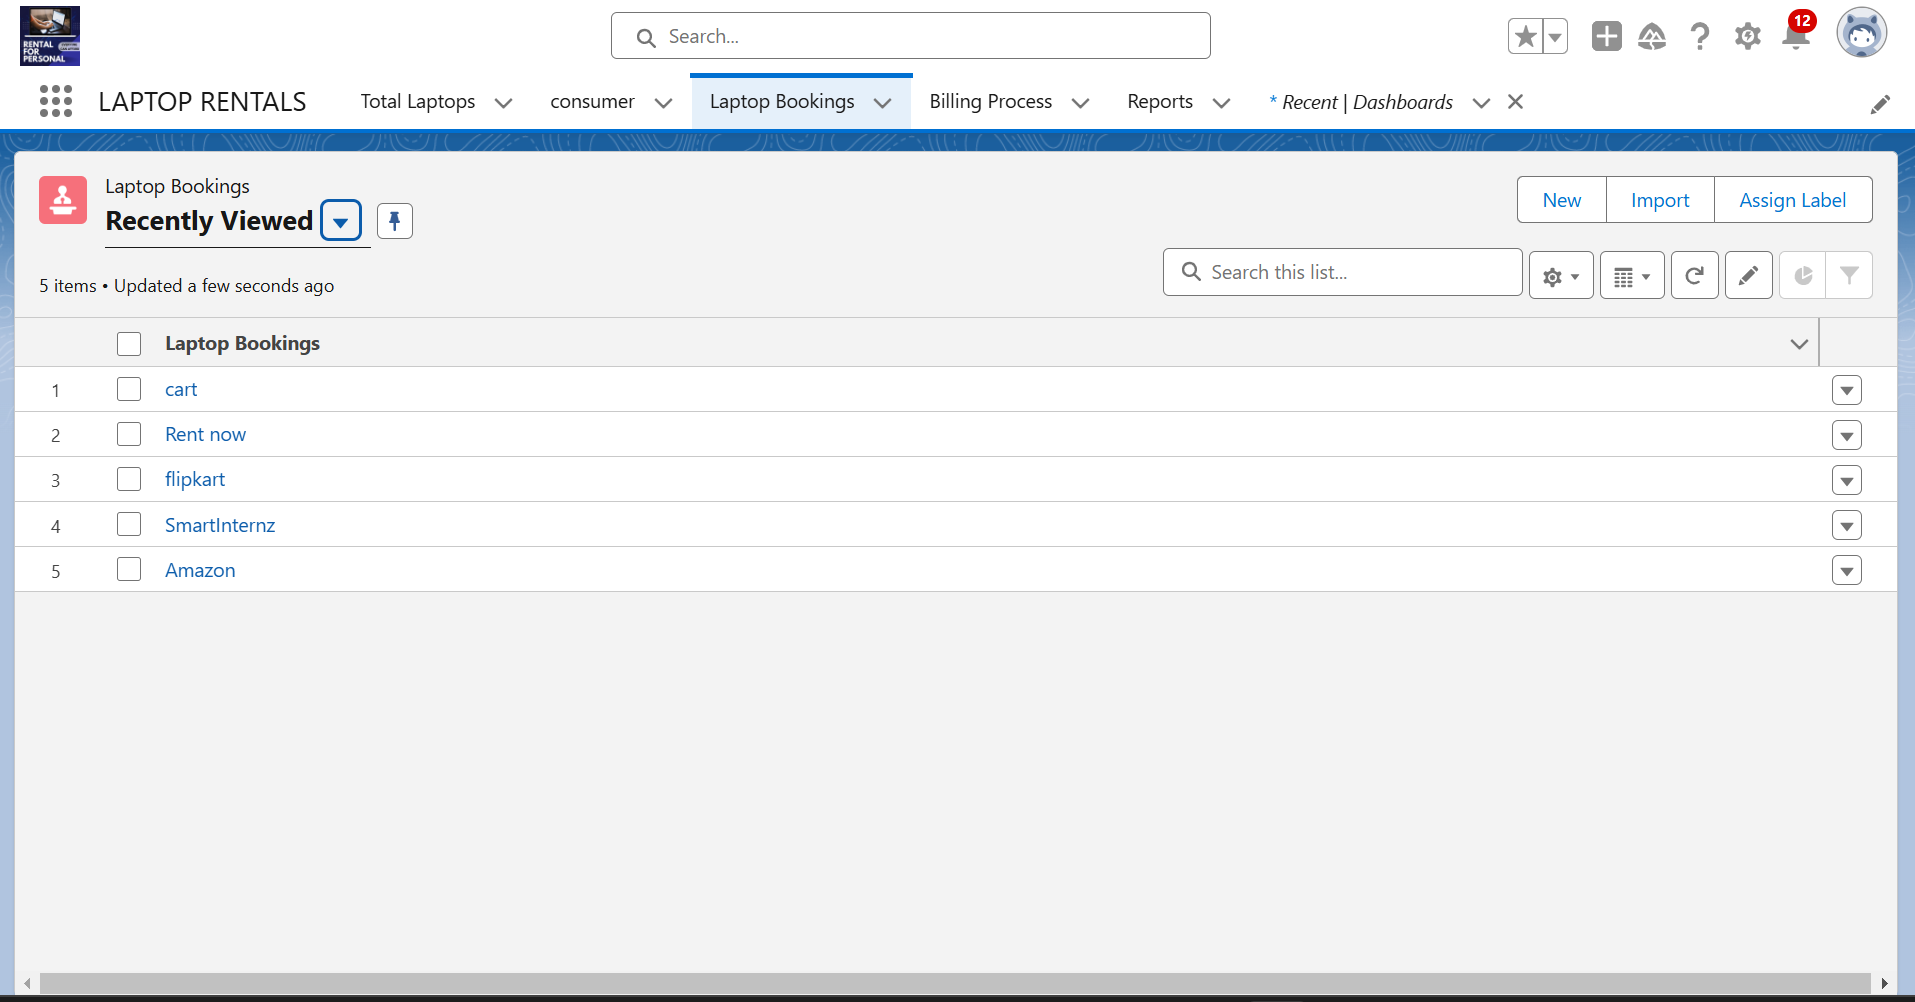 RENTAL
FOR
PERSONAL
Search...
12
LAPTOP RENTALS
Total Laptops
consumer
Laptop Bookings
Billing Process
Reports
* Recent | Dashboards
Laptop Bookings
Recently Viewed
New
Import
Assign Label
5 items • Updated a few seconds ago
Search this list...
Laptop Bookings
1 cart
2 Rent now
3 flipkart
4 SmartInternz
5 Amazon